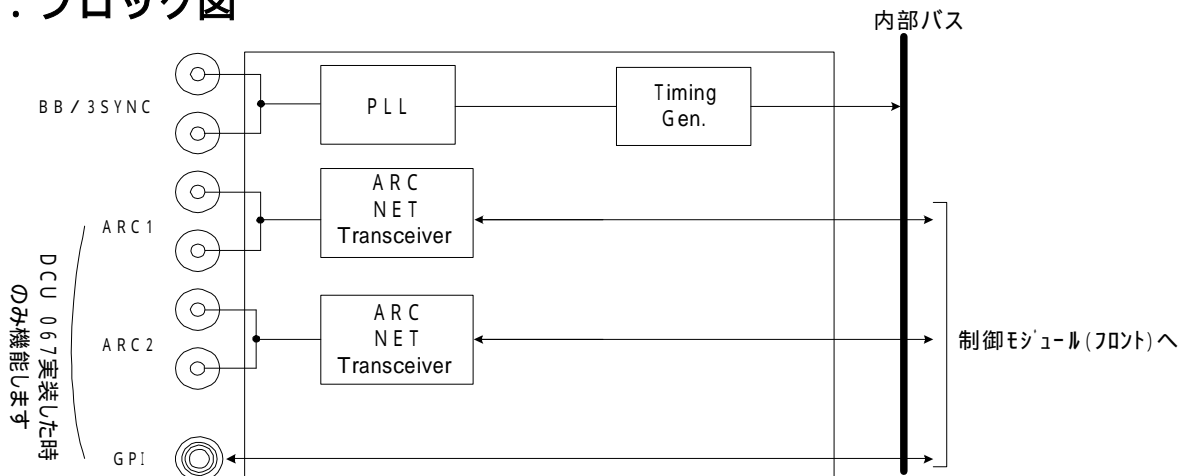 ．ブロック図
内部バス
BB/3SYNC
PLL
Timing
Gen.
ARC1
ARC
NET
Transceiver
ARC2
ARC
NET
Transceiver
制御ﾓｼﾞｭｰﾙ(ﾌﾛﾝﾄ)へ
GPI
DCU 067実装した時
のみ機能します